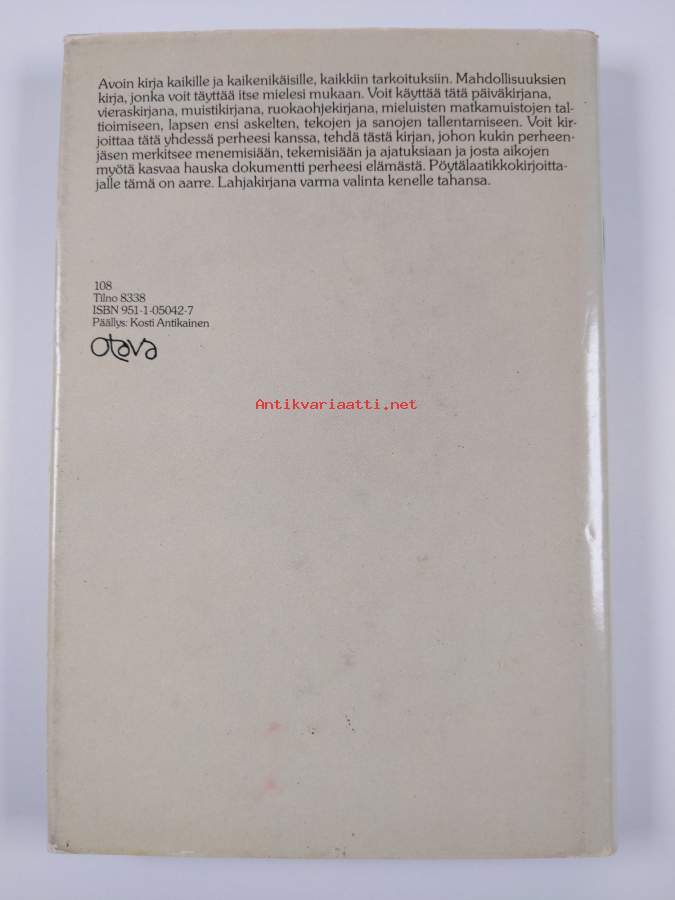 Avoin kirja kaikille ja kaikenikäisille, kaikkiin tarkoituksiin. Mahdollisuuksien
kirja, jonka voit täyttää itse mielesi mukaan. Voit käyttää tätä päiväkirjana,
vieraskirjana, muistikirjana, ruokaohjekirjana, mieluisten matkamuistojen tal-
tioimiseen, lapsen ensi askelten, tekojen ja sanojen tallentamiseen. Voit kir-
joittaa tätä yhdessä perheesi kanssa, tehdä tästä kirjan, johon kukin perheen-
jäsen merkitsee menemisiään, tekemisiään ja ajatuksiaan ja josta aikojen
myötä kasvaa hauska dokumentti perheesi elämästä. Pöytälaatikkokirjoitta-
jalle tämä on aarre. Lahjakirjana varma valinta kenelle tahansa.
108
Tilno 8338
ISBN 951-1-05042-7
Päällys: Kosti Antikainen
otava
Antikvariaatti.net